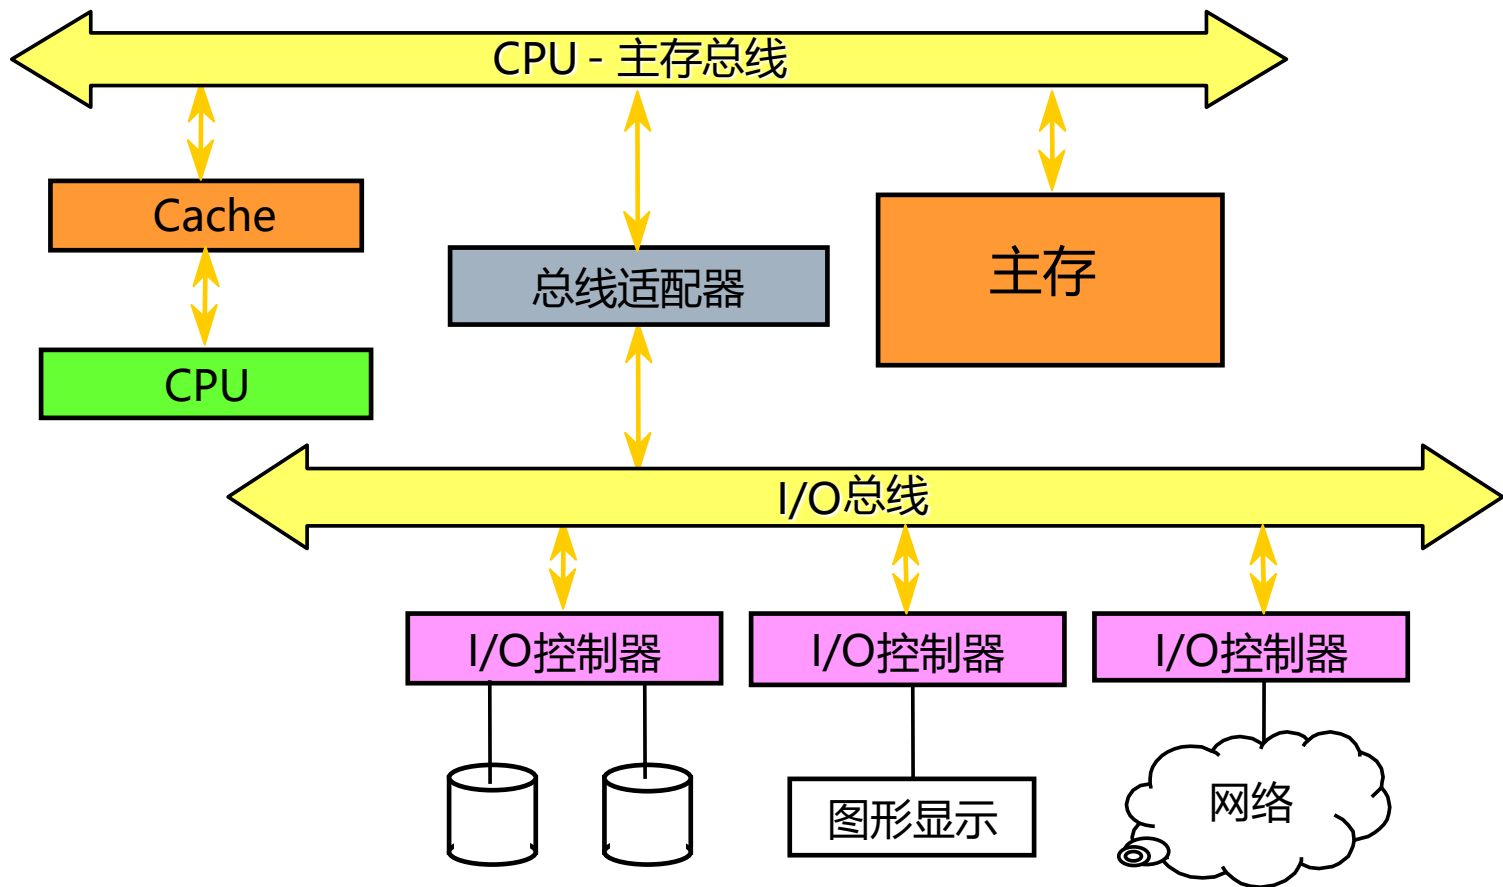 CPU - 主存总线
Cache
主存
总线适配器
CPU
I/O总线
I/O控制器
I/O控制器
I/O控制器
图形显示
网络